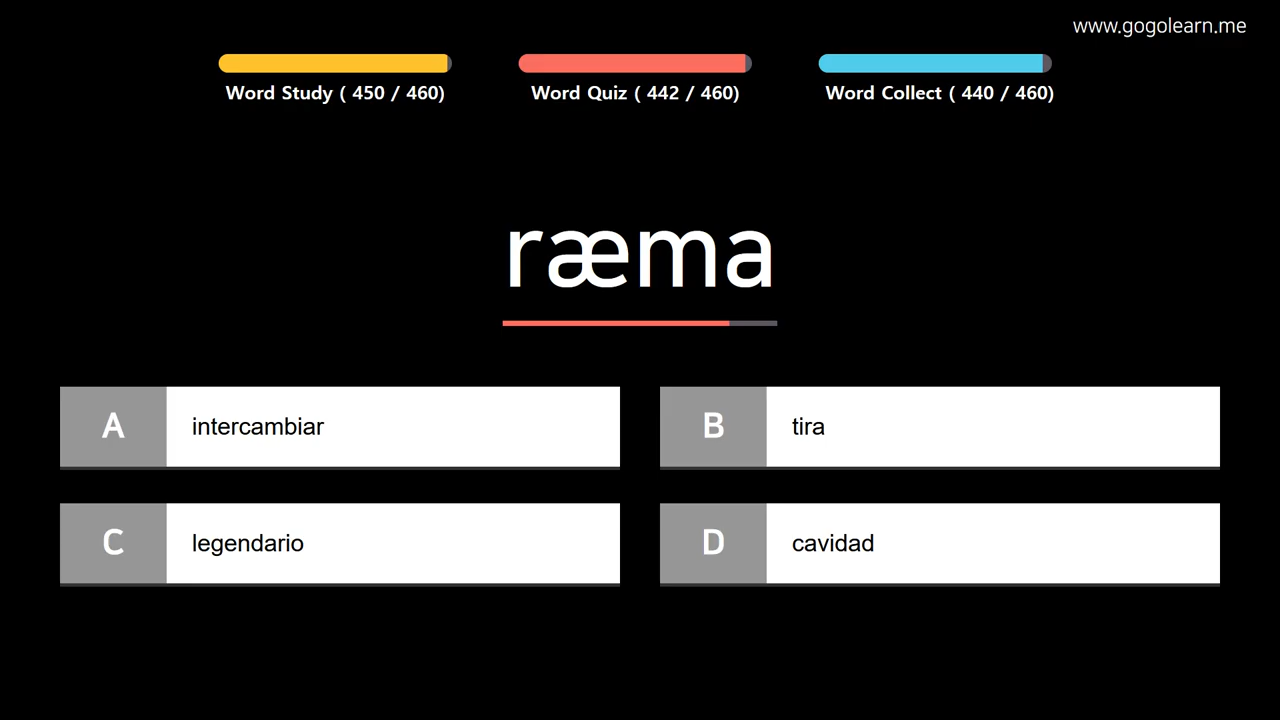 www.gogolearn.me
Word Study ( 450 / 460)
Word Quiz ( 442 / 460)
Word Collect ( 440 / 460)
ræma
A intercambiar
B tira
C legendario
D cavidad